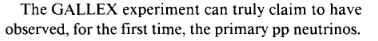 The GALLEX experiment can truly claim to have
observed, for the first time, the primary pp neutrinos.